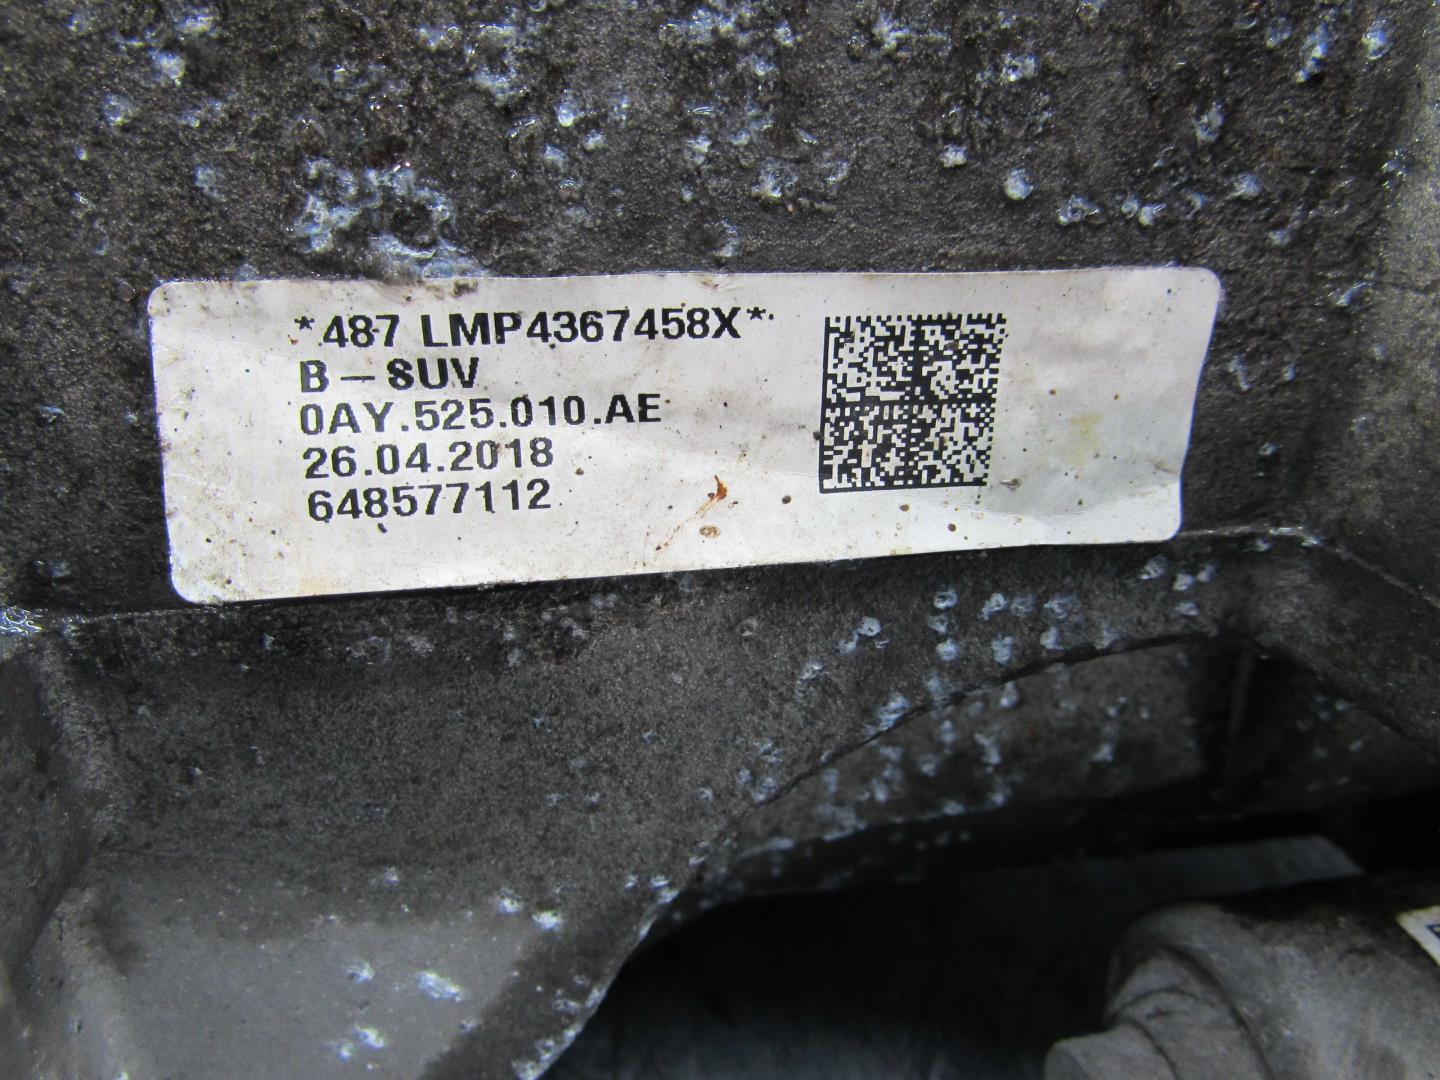 *487 LMP4367458X*
B-SUV
0AY.525.010.AE
26.04.2018
648577112